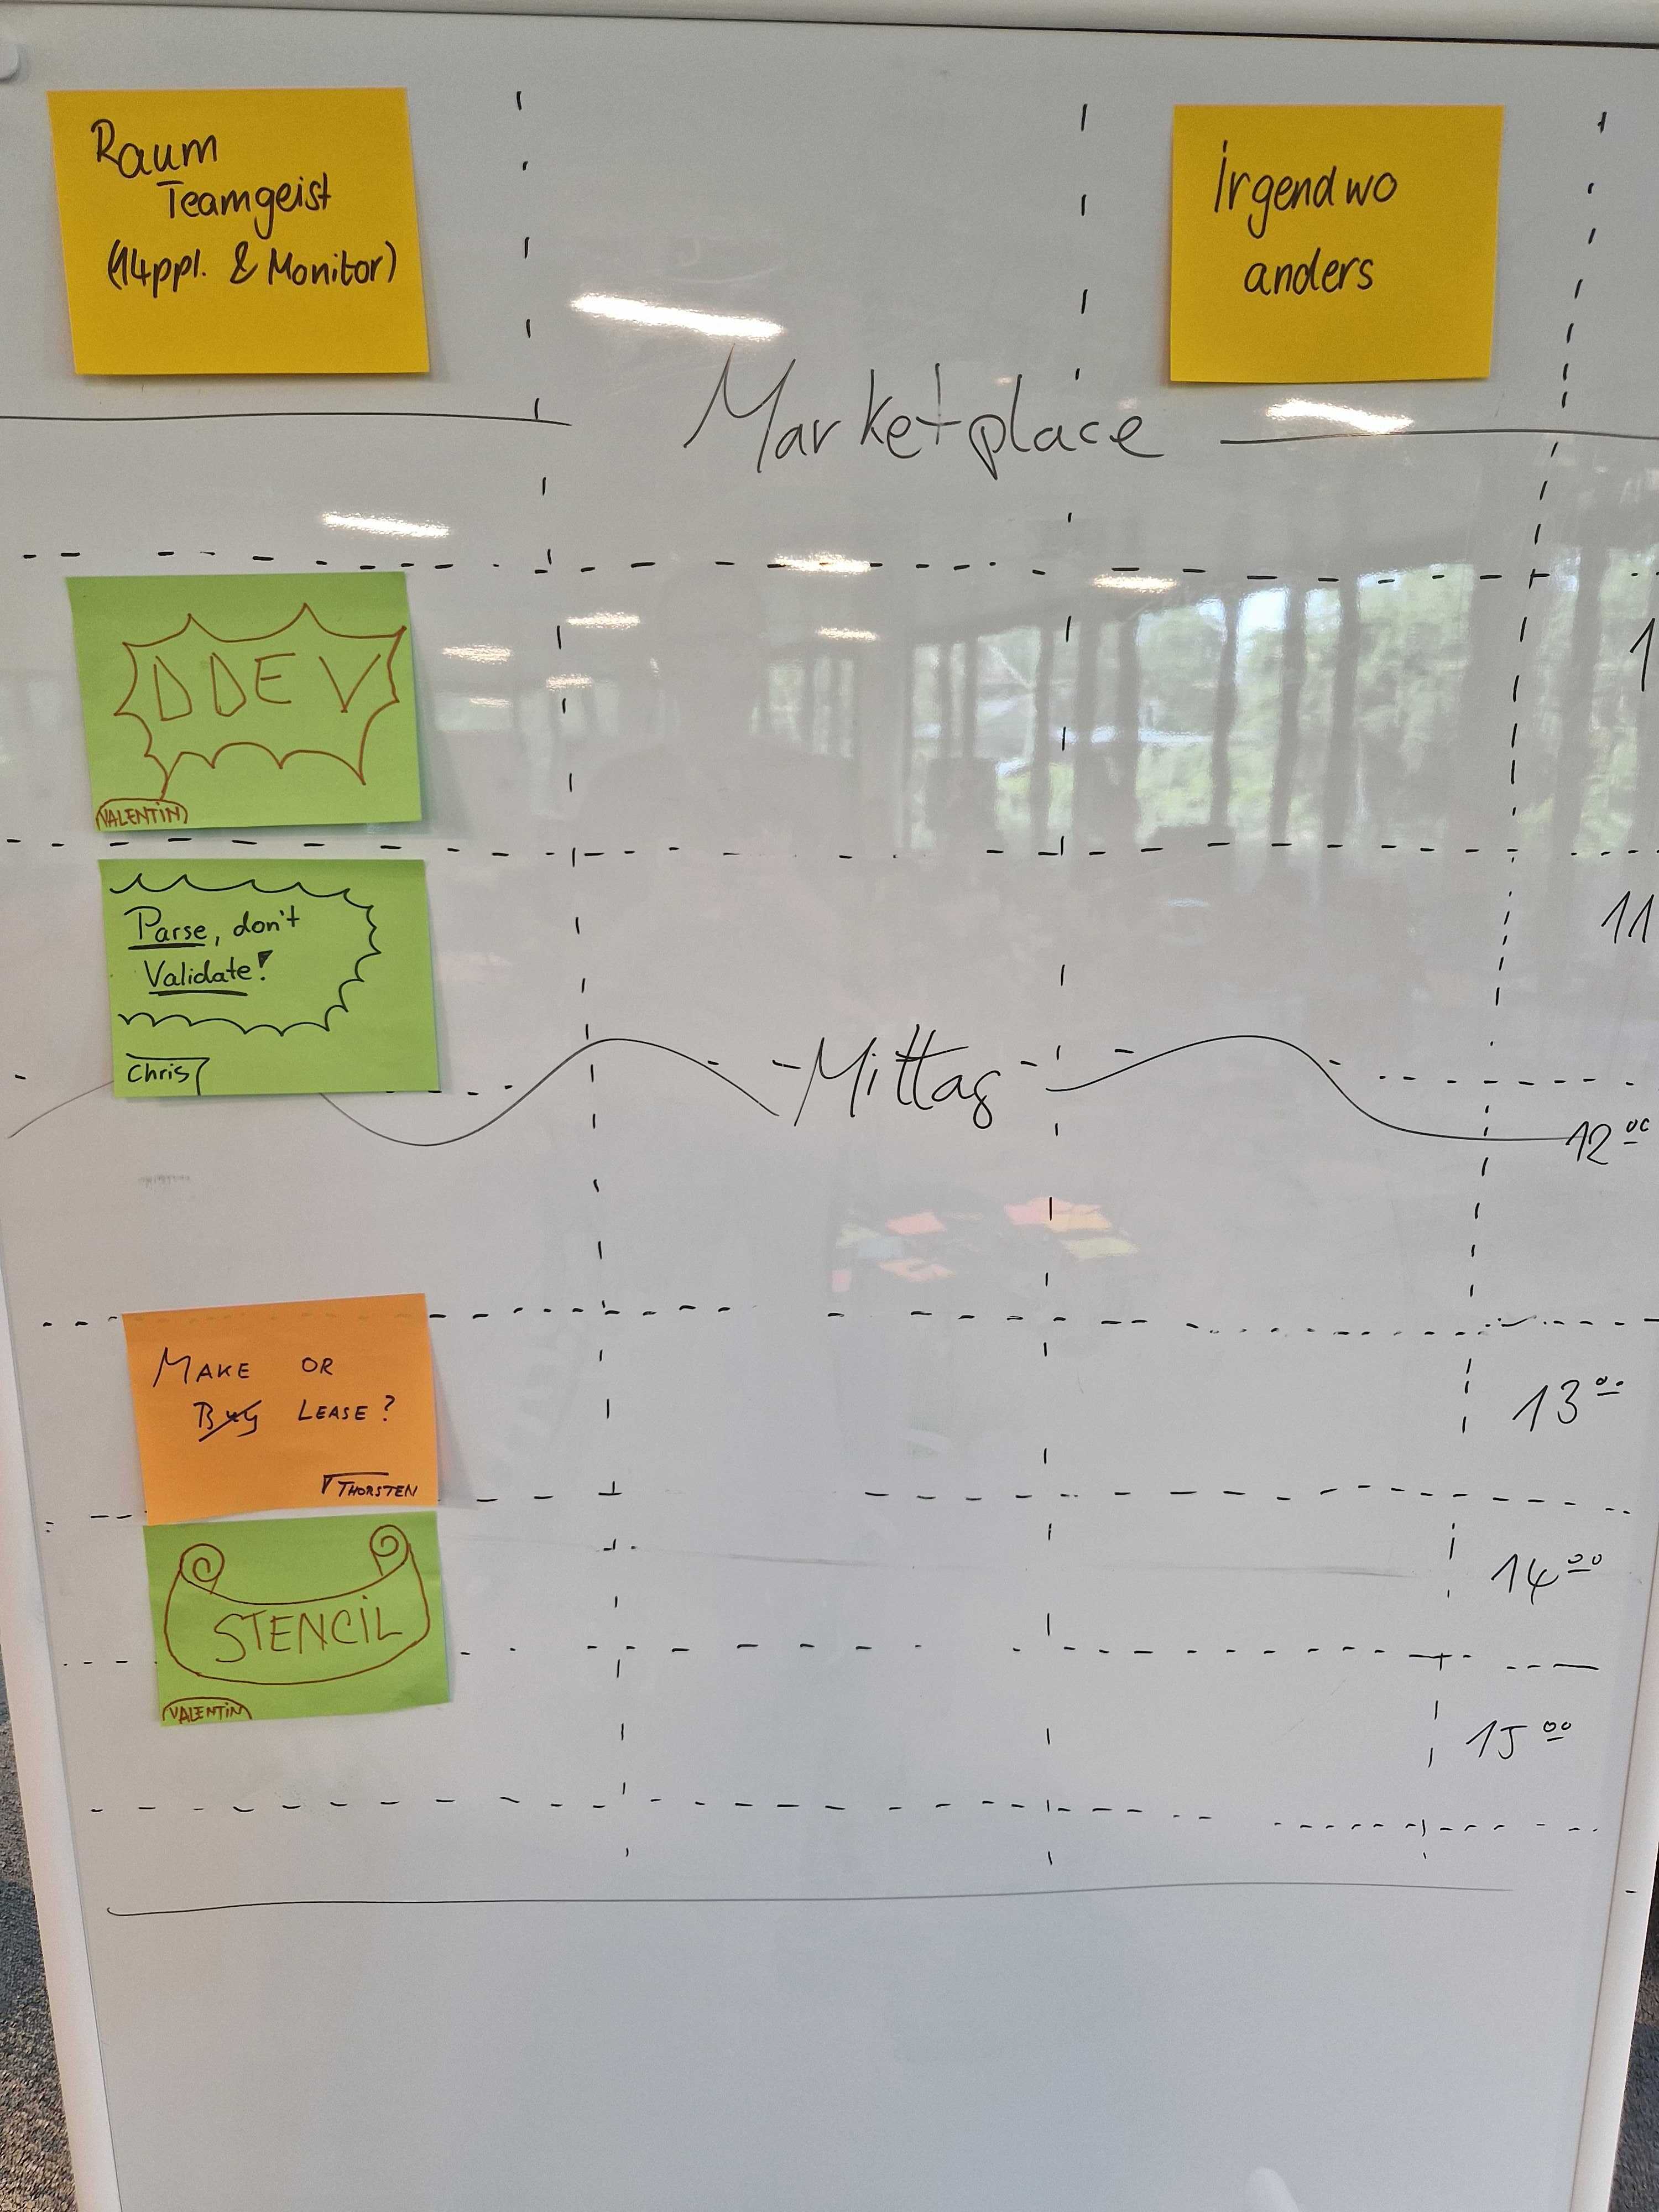 Raum
Teamgeist
(14ppl. & Monitor)
Irgendwo
anders
Marketplace
DDEV
VALENTIN
Parse, don't
Validate!
Chris
11
Mittag
12 00
MAKE OR
Buy LEASE?
THORSTEN
13 00
STENCIL
VALENTIN
14 00
15 00